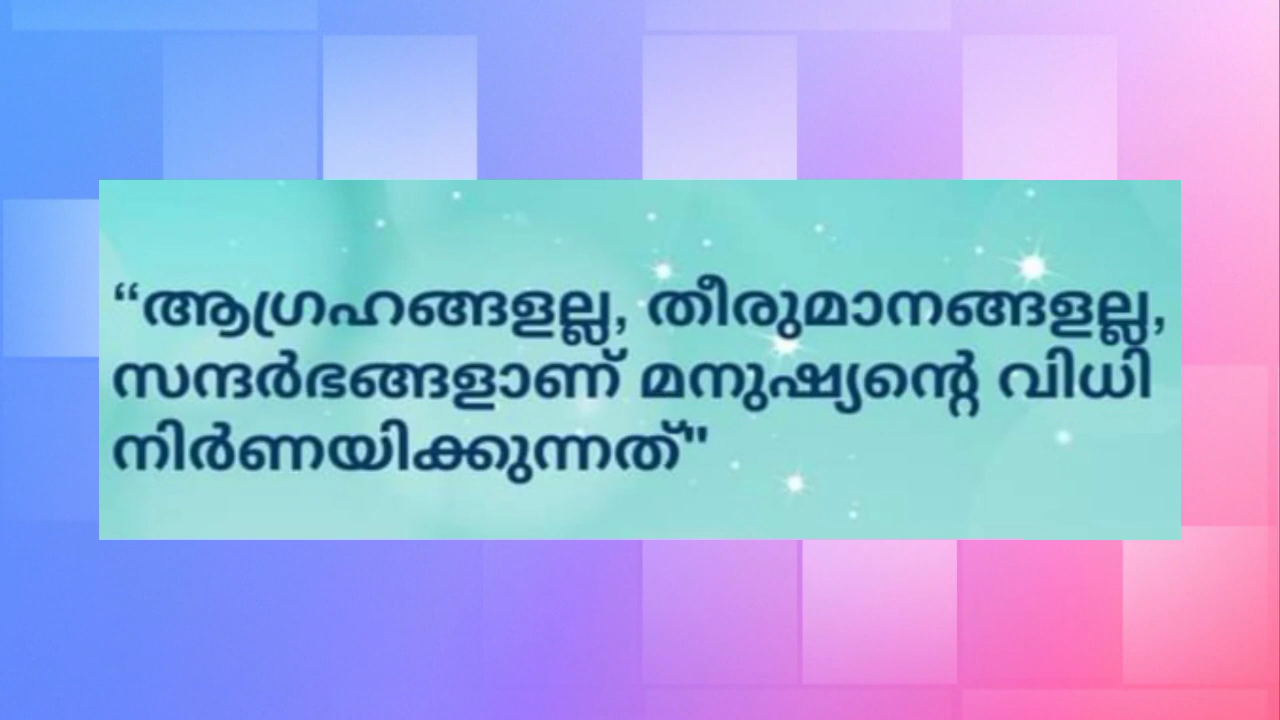 “ആഗ്രഹങ്ങളല്ല, തീരുമാനങ്ങളല്ല,
സന്ദർഭങ്ങളാണ് മനുഷ്യന്റെ വിധി
നിർണയിക്കുന്നത്"